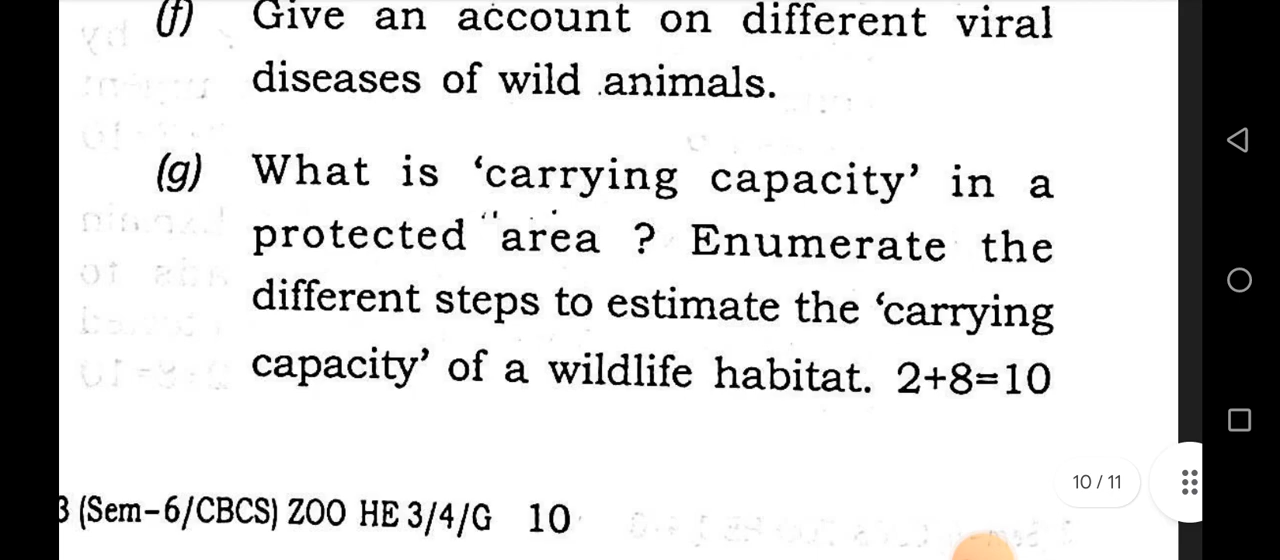 (f) Give an account on different viral
diseases of wild animals.
(g) What is ‘carrying capacity’ in a
protected area ? Enumerate the
different steps to estimate the ‘carrying
capacity’ of a wildlife habitat. 2+8=10
3 (Sem-6/CBCS) ZOO HE 3/4/G 10
10 / 11